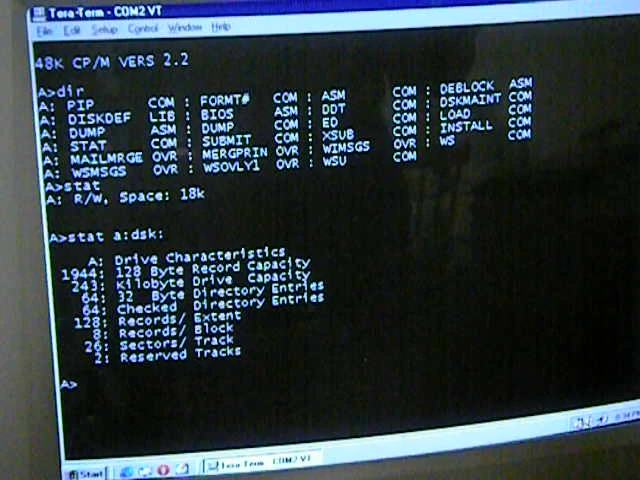 Tera-Term - COM2 VT
File Edit Setup Control Window Help
48K CP/M VERS 2.2
A>dir
A: PIP COM : FORMT# COM : ASM COM : DEBLOCK ASM
A: DISKDEF LIB : BIOS ASM : DDT COM : DSKMAINT COM
A: DUMP ASM : DUMP COM : ED COM : LOAD COM
A: STAT COM : SUBMIT COM : XSUB COM : INSTALL COM
A: MAILMRGE OVR : MERGPRIN OVR : WIMSGS OVR : WS COM
A: WSMSGS OVR : WSOVLY1 OVR : WSU COM
A>stat
A: R/W, Space: 18k
A>stat a:dsk:
A: Drive Characteristics
1944: 128 Byte Record Capacity
243: Kilobyte Drive Capacity
64: 32 Byte Directory Entries
64: Checked Directory Entries
128: Records/ Extent
8: Records/ Block
26: Sectors/ Track
2: Reserved Tracks
A>
Start Tera-Term - COM2 VT